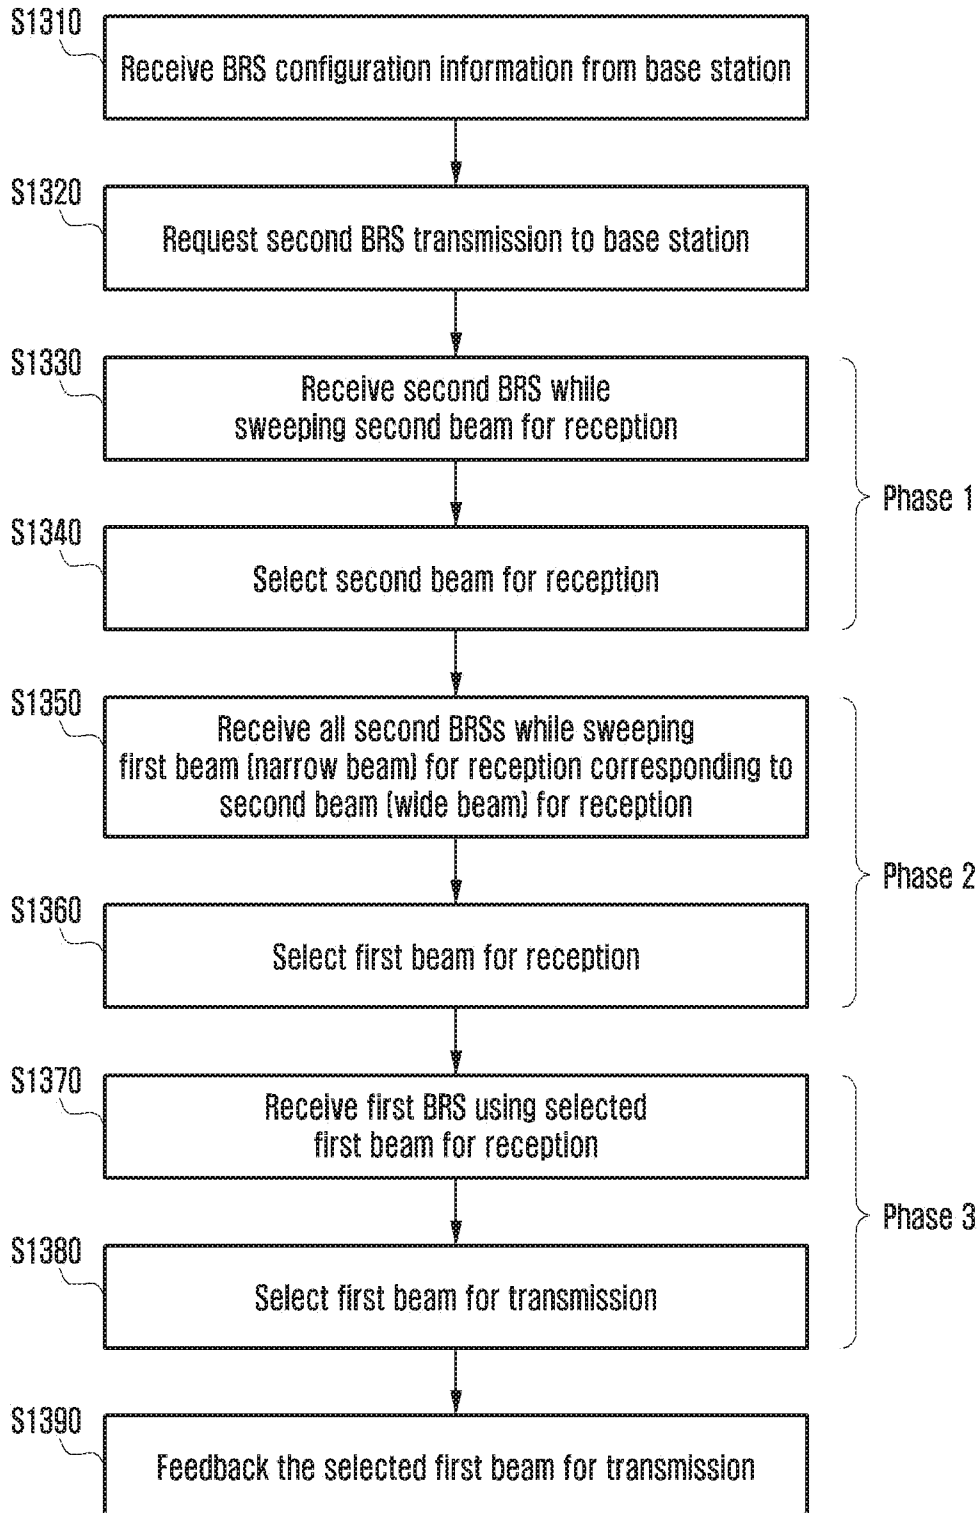 S1310
Receive BRS configuration information from base station
S1320
Request second BRS transmission to base station
S1330
Receive second BRS while
sweeping second beam for reception
Phase 1
S1340
Select second beam for reception
S1350
Receive all second BRSs while sweeping
first beam (narrow beam) for reception corresponding to
second beam (wide beam) for reception
Phase 2
S1360
Select first beam for reception
S1370
Receive first BRS using selected
first beam for reception
Phase 3
S1380
Select first beam for transmission
S1390
Feedback the selected first beam for transmission